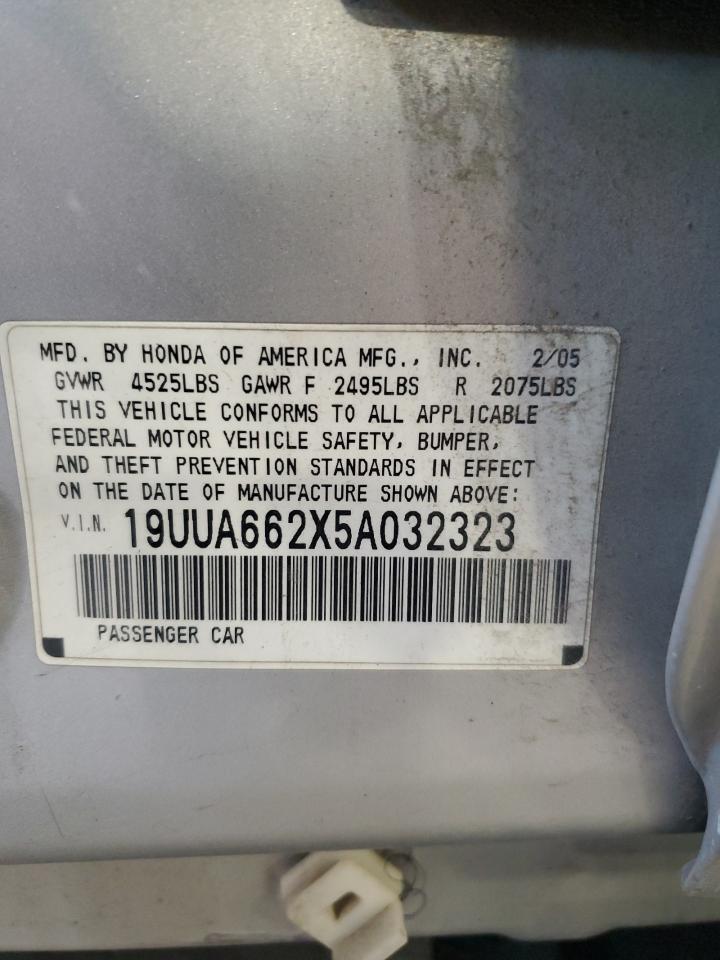 MFD. BY HONDA OF AMERICA MFG., INC. 2/05
GVWR 4525LBS GAWR F 2495LBS R 2075LBS
THIS VEHICLE CONFORMS TO ALL APPLICABLE
FEDERAL MOTOR VEHICLE SAFETY, BUMPER,
AND THEFT PREVENTION STANDARDS IN EFFECT
ON THE DATE OF MANUFACTURE SHOWN ABOVE:
V.I.N. 19UUA662X5A032323
PASSENGER CAR